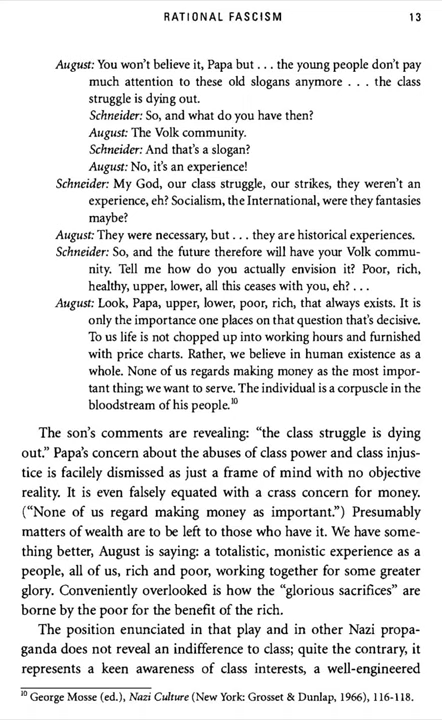 RATIONAL FASCISM 13
August: You won't believe it, Papa but . . . the young people don't pay
much attention to these old slogans anymore . . . the class
struggle is dying out.
Schneider: So, and what do you have then?
August: The Volk community.
Schneider: And that's a slogan?
August: No, it's an experience!
Schneider: My God, our class struggle, our strikes, they weren't an
experience, eh? Socialism, the International, were they fantasies
maybe?
August: They were necessary, but . . . they are historical experiences.
Schneider: So, and the future therefore will have your Volk commu-
nity. Tell me how do you actually envision it? Poor, rich,
healthy, upper, lower, all this ceases with you, eh? . . .
August: Look, Papa, upper, lower, poor, rich, that always exists. It is
only the importance one places on that question that's decisive.
To us life is not chopped up into working hours and furnished
with price charts. Rather, we believe in human existence as a
whole. None of us regards making money as the most impor-
tant thing; we want to serve. The individual is a corpuscle in the
bloodstream of his people.10
The son's comments are revealing: “the class struggle is dying
out.” Papa's concern about the abuses of class power and class injus-
tice is facilely dismissed as just a frame of mind with no objective
reality. It is even falsely equated with a crass concern for money.
(“None of us regard making money as important.”) Presumably
matters of wealth are to be left to those who have it. We have some-
thing better, August is saying: a totalistic, monistic experience as a
people, all of us, rich and poor, working together for some greater
glory. Conveniently overlooked is how the “glorious sacrifices” are
borne by the poor for the benefit of the rich.
The position enunciated in that play and in other Nazi propa-
ganda does not reveal an indifference to class; quite the contrary, it
represents a keen awareness of class interests, a well-engineered
10 George Mosse (ed.), Nazi Culture (New York: Grosset & Dunlap, 1966), 116-118.